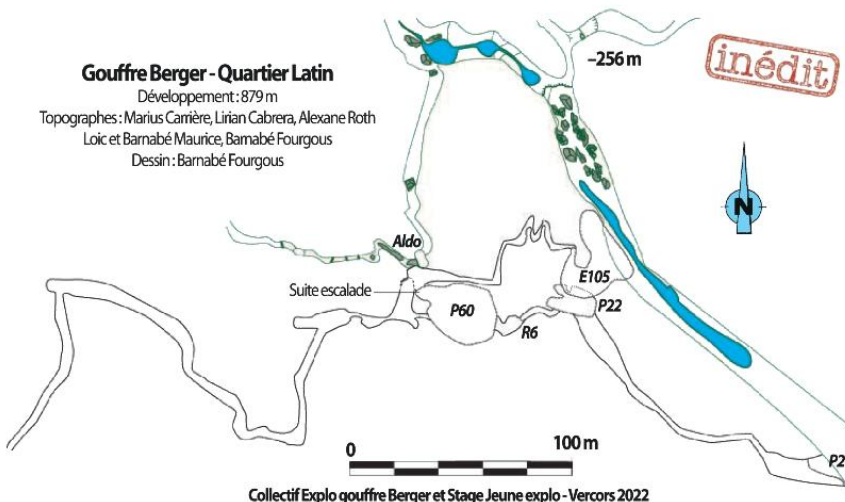 Gouffre Berger - Quartier Latin
Développement : 879 m
Topographes : Marius Carrière, Lirian Cabrera, Alexane Roth
Loic et Barnabé Maurice, Barnabé Fourgous
Dessin : Barnabé Fourgous
–256 m
inédit
N
Aldo
E105
Suite escalade
P60
P22
R6
0 100 m
P2
Collectif Explo gouffre Berger et Stage Jeune explo - Vercors 2022